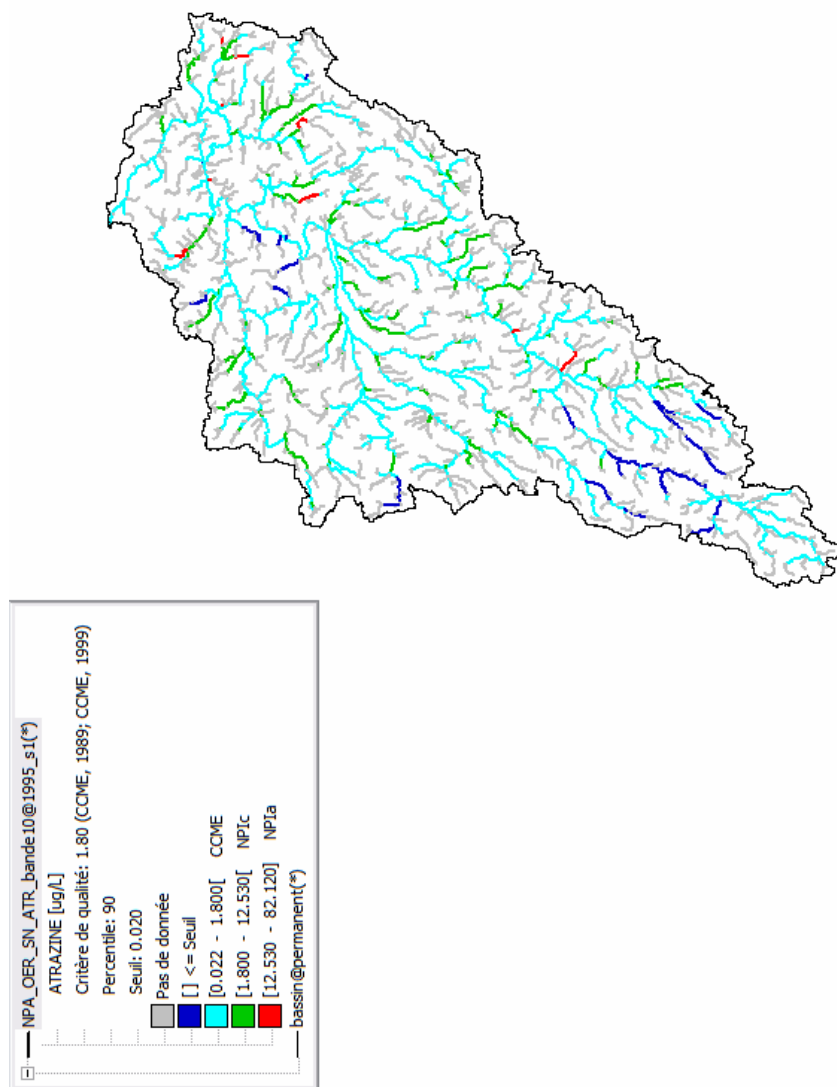 NPA_OER_SN_ATR_bande10@1995_s1(*)
ATRAZINE [ug/L]
Critère de qualité: 1.80 (CCME, 1989; CCME, 1999)
Percentile: 90
Seuil: 0.020
Pas de donnée
[] <= Seuil
[0.022 - 1.800[ CCME
[1.800 - 12.530[ NPIc
[12.530 - 82.120] NPIa
bassin@permanent(*)